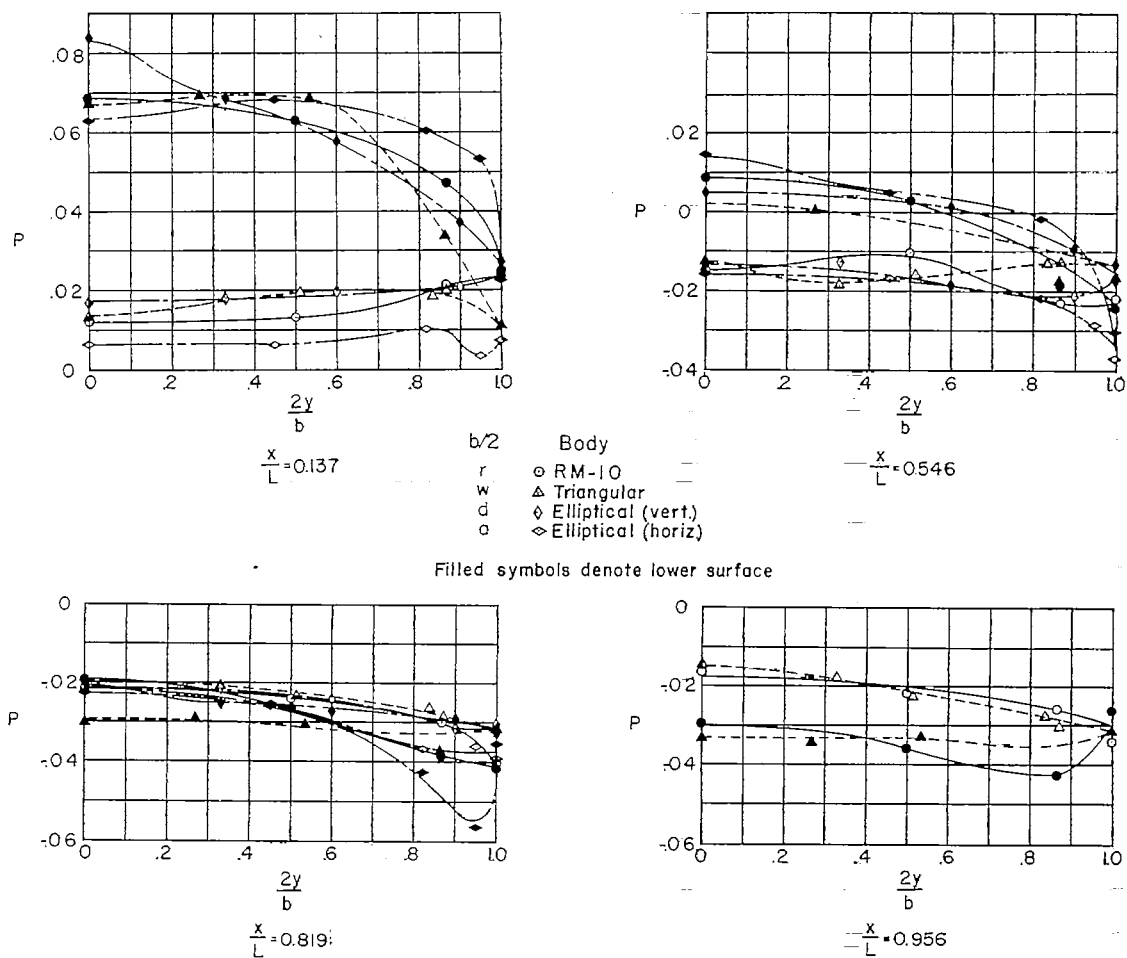 .08
.06
P
.04
.02
0
0 .2 .4 .6 .8 1.0
2y
b
x/L = 0.137
.02
P 0
-.02
-.04
0 .2 .4 .6 .8 1.0
2y
b
x/L = 0.546
b/2 Body
r RM-10
w Triangular
d Elliptical (vert.)
a Elliptical (horiz.)
Filled symbols denote lower surface
0
-.02
P
-.04
-.06
0 .2 .4 .6 .8 1.0
2y
b
x/L = 0.819
0
-.02
P
-.04
-.06
0 .2 .4 .6 .8 1.0
2y
b
x/L = 0.956